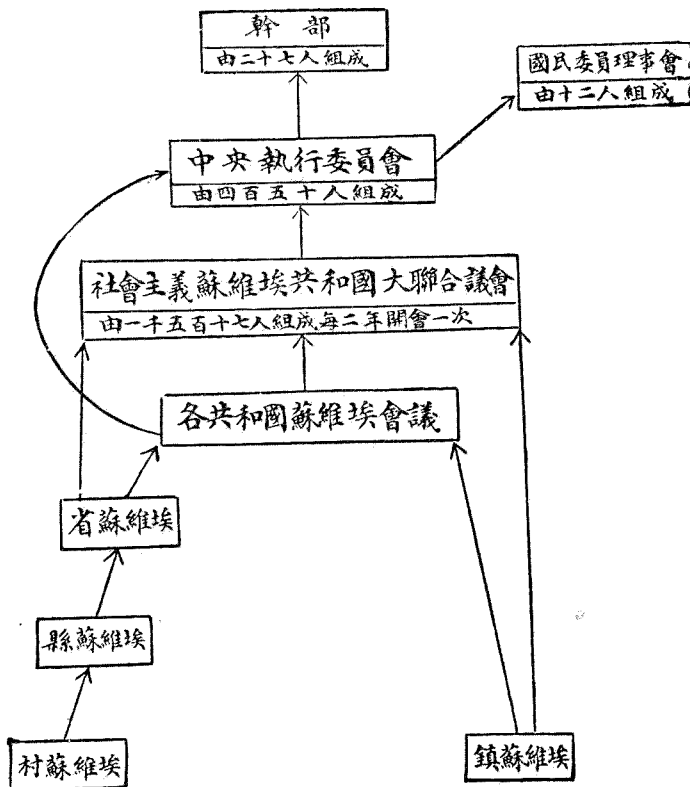 幹部
由二十七人組成
國民委員理事會
由十二人組成
中央執行委員會
由四百五十人組成
社會主義蘇維埃共和國大聯合議會
由一千五百十七人組成每二年開會一次
各共和國蘇維埃會議
省蘇維埃
縣蘇維埃
村蘇維埃
鎮蘇維埃